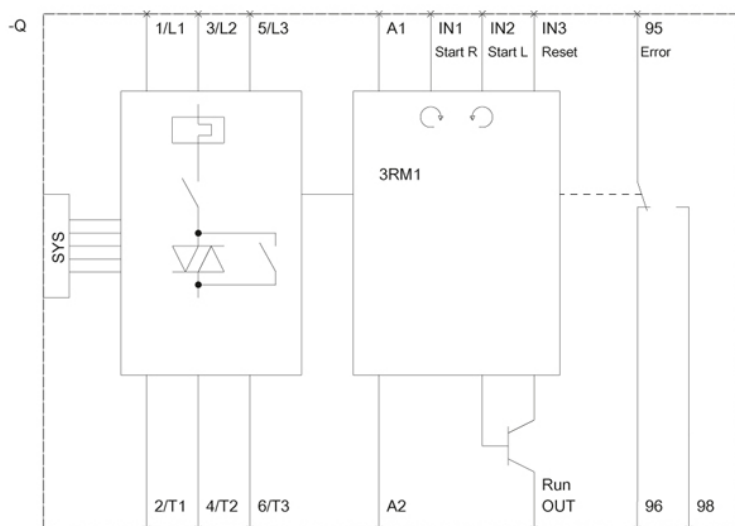 -Q
1/L1 3/L2 5/L3 A1 IN1 IN2 IN3 95
Start R Start L Reset Error
3RM1
SYS
Run
2/T1 4/T2 6/T3 A2 OUT 96 98